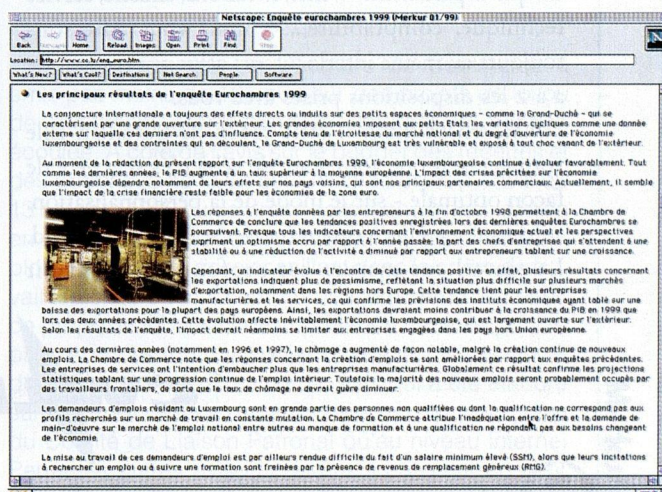 technique, comptabilité,
Netscape: Enquête eurochambres 1999 (Merkur 01/99)
Back Forward Home Reload Images Open Print Find Stop
Location: http://www.cc.lu/enq_euro.htm
What's New? What's Cool? Destinations Net Search People Software
Les principaux résultats de l'enquête Eurochambres 1999
La conjoncture internationale a toujours des effets directs ou induits sur des petits espaces économiques - comme le Grand-Duché - qui se
caractérisent par une grande ouverture sur l'extérieur. Les grandes économies imposent aux petits Etats les variations cycliques comme une donnée
externe sur laquelle ces derniers n'ont pas d'influence. Compte tenu de l'étroitesse du marché national et du degré d'ouverture de l'économie
luxembourgeoise et des contraintes qui en découlent, le Grand-Duché de Luxembourg est très vulnérable et exposé à tout choc venant de l'extérieur.
Au moment de la rédaction du présent rapport sur l'enquête Eurochambres 1999, l'économie luxembourgeoise continue à évoluer favorablement. Tout
comme les dernières années, le PIB augmente à un taux supérieur à la moyenne européenne. L'impact des crises précitées sur l'économie
luxembourgeoise dépendra notamment de leurs effets sur nos pays voisins, qui sont nos principaux partenaires commerciaux. Actuellement, il semble
que l'impact de la crise financière reste faible pour les économies de la zone euro.
Les réponses à l'enquête données par les entrepreneurs à la fin d'octobre 1998 permettent à la Chambre de
Commerce de conclure que les tendances positives enregistrées lors des dernières enquêtes Eurochambres se
poursuivent. Presque tous les indicateurs concernant l'environnement économique actuel et les perspectives
expriment un optimisme accru par rapport à l'année passée: la part des chefs d'entreprises qui s'attendent à une
stabilité ou à une réduction de l'activité a diminué par rapport aux entrepreneurs tablant sur une croissance.
Cependant, un indicateur évolue à l'encontre de cette tendance positive: en effet, plusieurs résultats concernant
les exportations indiquent plus de pessimisme, reflétant la situation plus difficile sur plusieurs marchés
d'exportation, notamment dans les régions hors Europe. Cette tendance tient pour les entreprises
manufacturières et les services, ce qui confirme les prévisions des instituts économiques ayant tablé sur une
baisse des exportations pour la plupart des pays européens. Ainsi, les exportations devraient moins contribuer à la croissance du PIB en 1999 que
lors des deux années précédentes. Cette évolution affecte inévitablement l'économie luxembourgeoise, qui est largement ouverte sur l'extérieur.
Selon les résultats de l'enquête, l'impact devrait néanmoins se limiter aux entreprises engagées dans les pays hors Union européenne.
Au cours des dernières années (notamment en 1996 et 1997), le chômage a augmenté de façon notable, malgré la création continue de nouveaux
emplois. La Chambre de Commerce note que les réponses concernant la création d'emplois se sont améliorées par rapport aux enquêtes précédentes.
Les entreprises de services ont l'intention d'embaucher plus que les entreprises manufacturières. Globalement ce résultat confirme les projections
statistiques tablant sur une progression continue de l'emploi intérieur. Toutefois la majorité des nouveaux emplois seront probablement occupés par
des travailleurs frontaliers, de sorte que le taux de chômage ne devrait guère diminuer.
Les demandeurs d'emplois résidant au Luxembourg sont en grande partie des personnes non qualifiées ou dont la qualification ne correspond pas aux
profils recherchés sur un marché de travail en constante mutation. La Chambre de Commerce attribue l'inadéquation entre l'offre et la demande de
main-d'oeuvre sur le marché de l'emploi national entre autres au manque de formation et à une qualification ne répondant pas aux besoins changeant
de l'économie.
La mise au travail de ces demandeurs d'emploi est par ailleurs rendue difficile du fait d'un salaire minimum élevé (SSM), alors que leurs incitations
à rechercher un emploi ou à suivre une formation sont freinées par la présence de revenus de remplacement généreux (RMG).